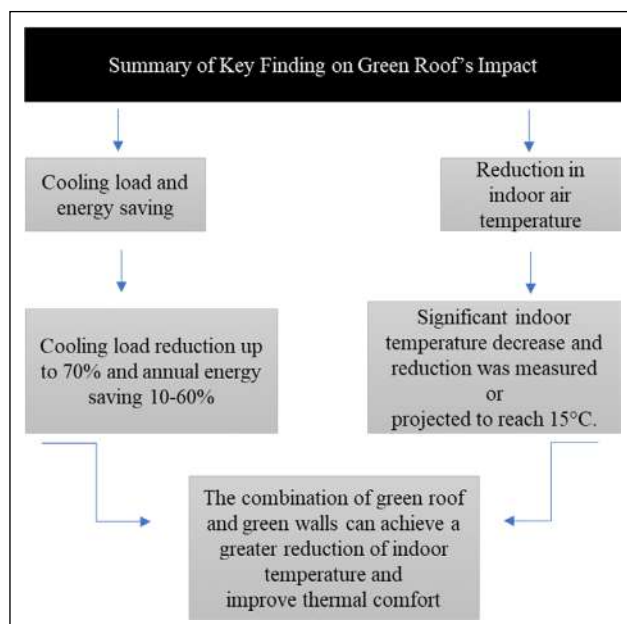 Summary of Key Finding on Green Roof's Impact
Cooling load and
energy saving
Reduction in
indoor air
temperature
Cooling load reduction up
to 70% and annual energy
saving 10-60%
Significant indoor
temperature decrease and
reduction was measured
or
projected to reach 15°C.
The combination of green roof
and green walls can achieve a
greater reduction of indoor
temperature and
improve thermal comfort